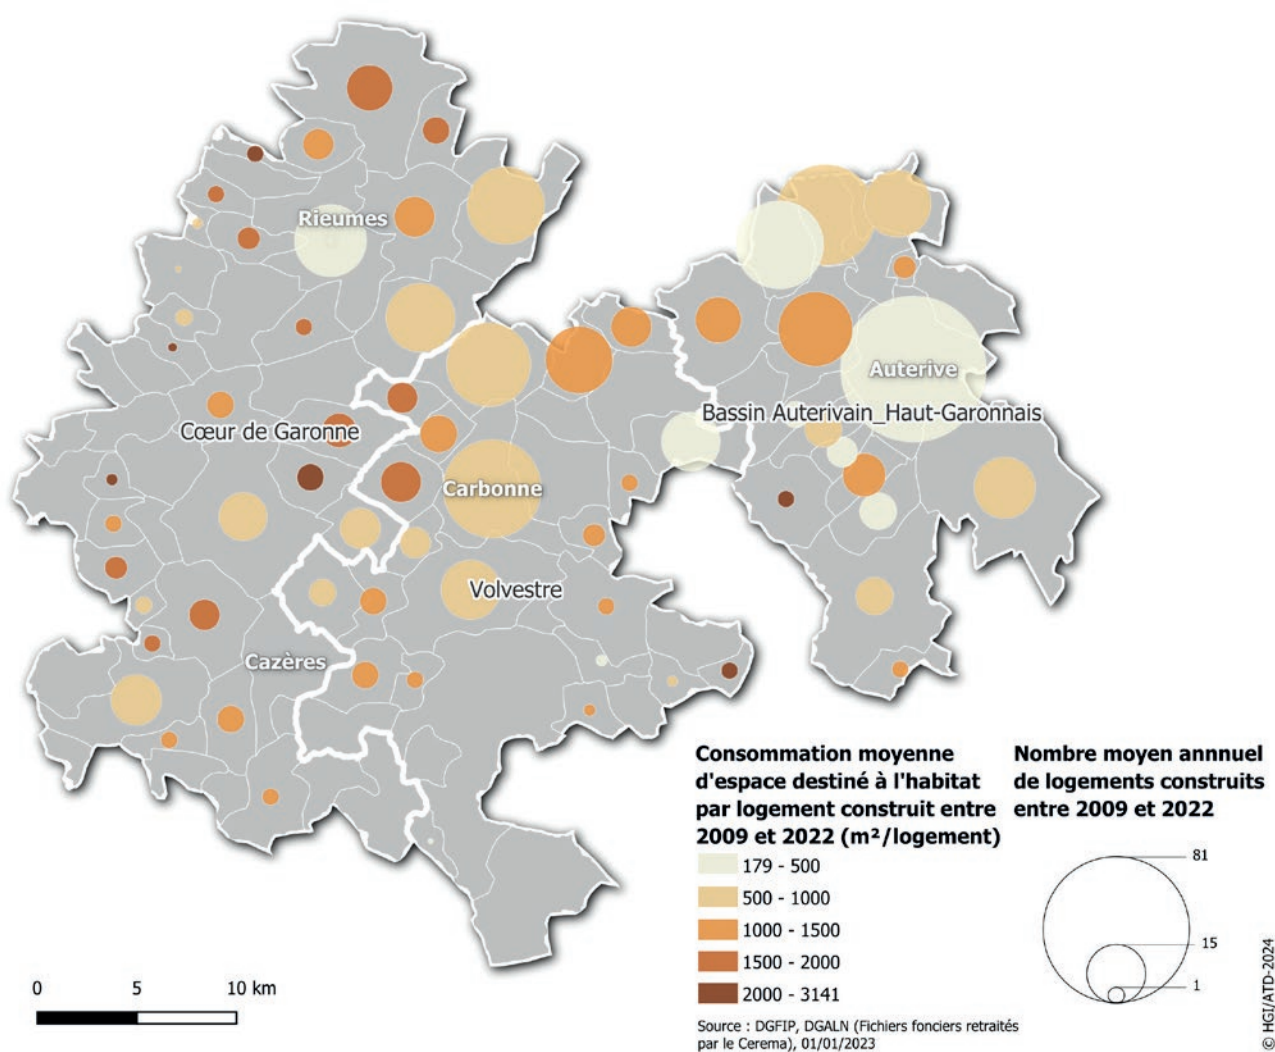 Rieumes
Auterive
Bassin Auterivain_Haut-Garonnais
Cœur de Garonne
Carbonne
Volvestre
Cazères
Consommation moyenne
d'espace destiné à l'habitat
par logement construit entre
2009 et 2022 (m²/logement)
179 - 500
500 - 1000
1000 - 1500
1500 - 2000
2000 - 3141
Nombre moyen annnuel
de logements construits
entre 2009 et 2022
81
15
1
0 5 10 km
Source : DGFIP, DGALN (Fichiers fonciers retraités
par le Cerema), 01/01/2023
© HGI/ATD-2024